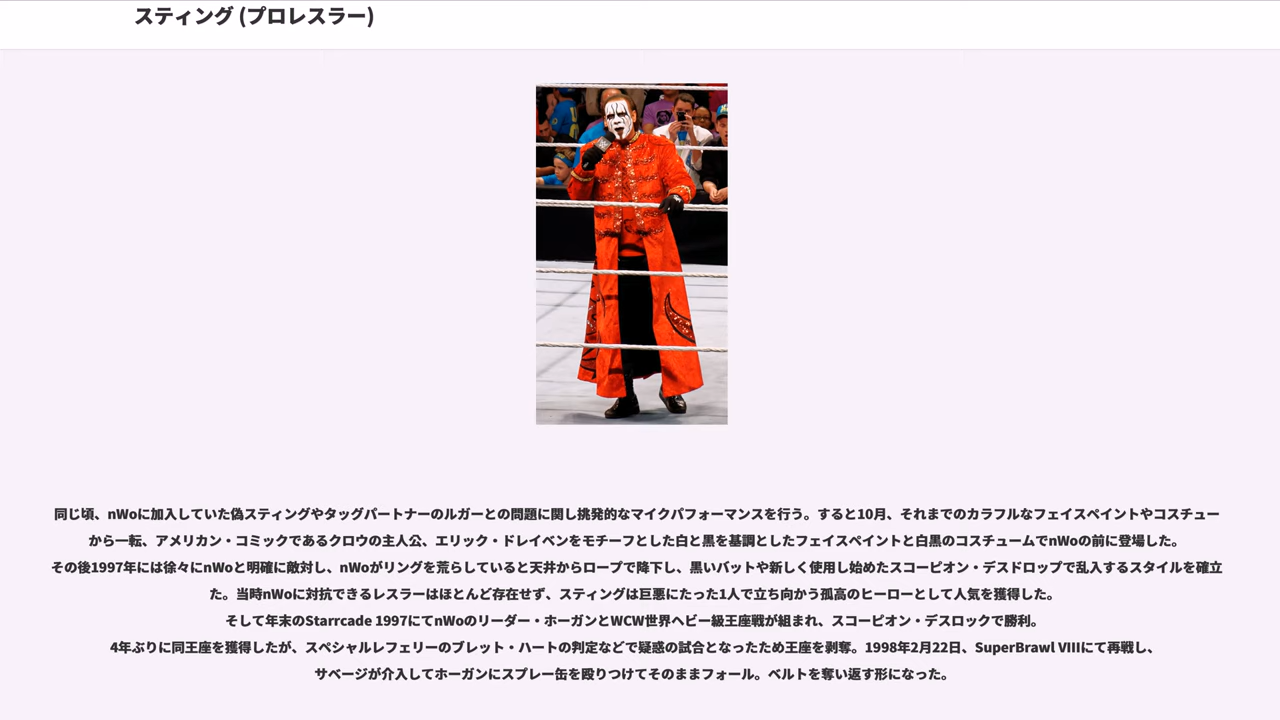 スティング (プロレスラー)
同じ頃、nWoに加入していた偽スティングやタッグパートナーのルガーとの問題に関し挑発的なマイクパフォーマンスを行う。すると10月、それまでのカラフルなフェイスペイントやコスチュー
から一転、アメリカン・コミックであるクロウの主人公、エリック・ドレイベンをモチーフとした白と黒を基調としたフェイスペイントと白黒のコスチュームでnWoの前に登場した。
その後1997年には徐々にnWoと明確に敵対し、nWoがリングを荒らしていると天井からロープで降下し、黒いバットや新しく使用し始めたスコーピオン・デスドロップで乱入するスタイルを確立
た。当時nWoに対抗できるレスラーはほとんど存在せず、スティングは巨悪にたった1人で立ち向かう孤高のヒーローとして人気を獲得した。
そして年末のStarrcade 1997にてnWoのリーダー・ホーガンとWCW世界ヘビー級王座戦が組まれ、スコーピオン・デスロックで勝利。
4年ぶりに同王座を獲得したが、スペシャルレフェリーのブレット・ハートの判定などで疑惑の試合となったため王座を剥奪。1998年2月22日、SuperBrawl VIIIにて再戦し、
サベージが介入してホーガンにスプレー缶を殴りつけてそのままフォール。ベルトを奪い返す形になった。